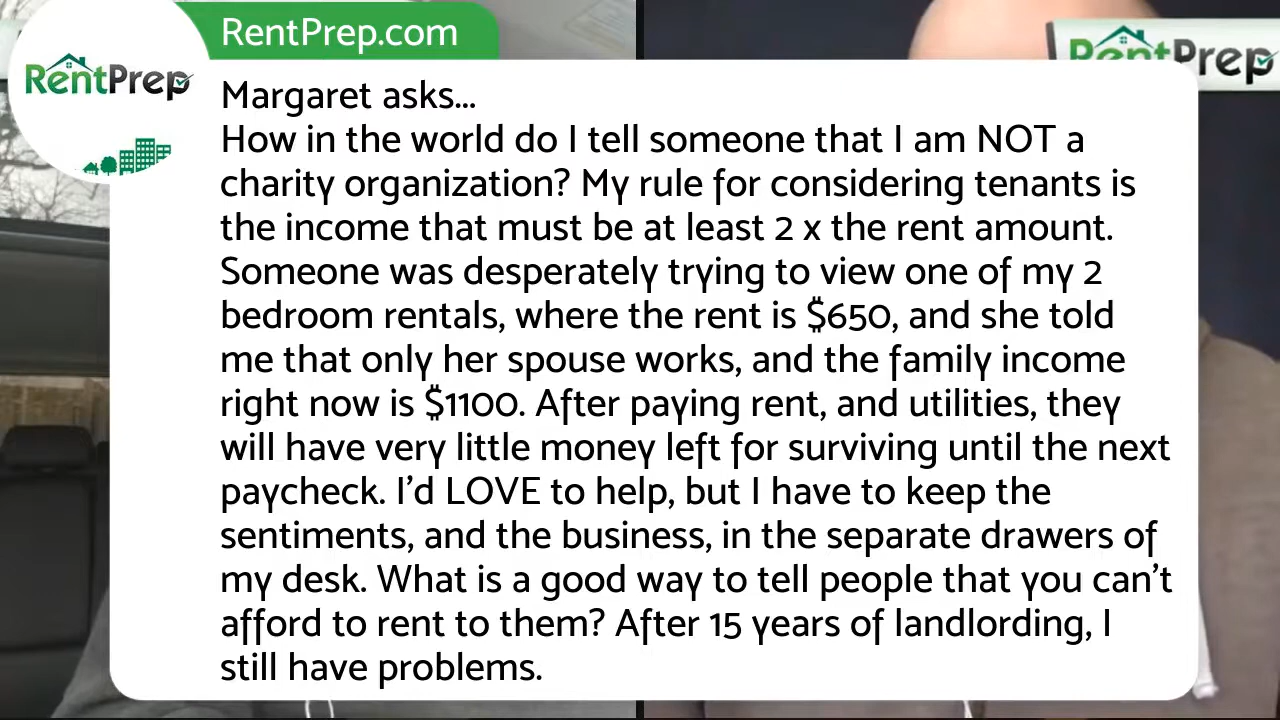 RentPrep.com
RentPrep
RentPrep
Margaret asks...
How in the world do I tell someone that I am NOT a
charity organization? My rule for considering tenants is
the income that must be at least 2 x the rent amount.
Someone was desperately trying to view one of my 2
bedroom rentals, where the rent is $650, and she told
me that only her spouse works, and the family income
right now is $1100. After paying rent, and utilities, they
will have very little money left for surviving until the next
paycheck. I'd LOVE to help, but I have to keep the
sentiments, and the business, in the separate drawers of
my desk. What is a good way to tell people that you can't
afford to rent to them? After 15 years of landlording, I
still have problems.